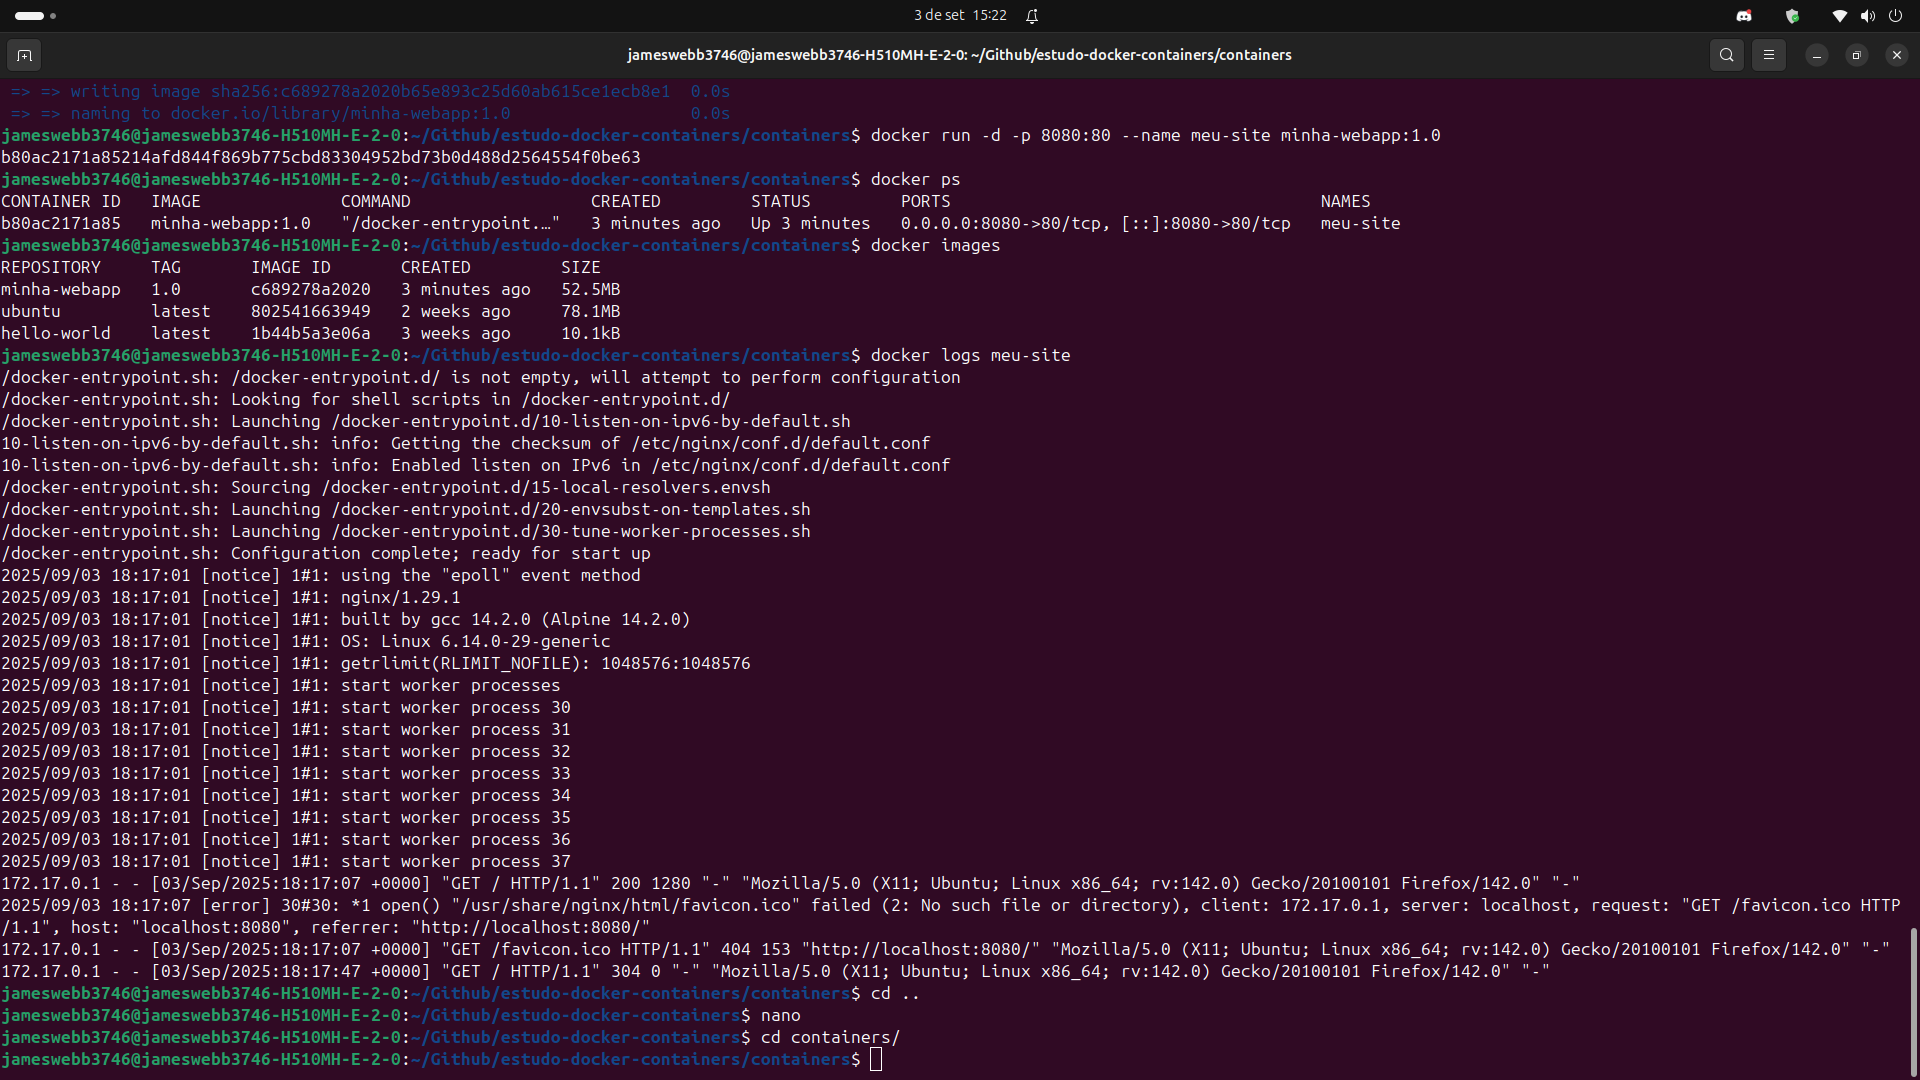 3 de set 15:22
jameswebb3746@jameswebb3746-H510MH-E-2-0: ~/Github/estudo-docker-containers/containers
=> => writing image sha256:c689278a2020b65e893c25d60ab615ce1ecb8e1 0.0s
=> => naming to docker.io/library/minha-webapp:1.0 0.0s
jameswebb3746@jameswebb3746-H510MH-E-2-0:~/Github/estudo-docker-containers/containers$ docker run -d -p 8080:80 --name meu-site minha-webapp:1.0
b80ac2171a85214afd844f869b775cbd83304952bd73b0d488d2564554f0be63
jameswebb3746@jameswebb3746-H510MH-E-2-0:~/Github/estudo-docker-containers/containers$ docker ps
CONTAINER ID IMAGE COMMAND CREATED STATUS PORTS NAMES
b80ac2171a85 minha-webapp:1.0 "/docker-entrypoint.…" 3 minutes ago Up 3 minutes 0.0.0.0:8080->80/tcp, [::]:8080->80/tcp meu-site
jameswebb3746@jameswebb3746-H510MH-E-2-0:~/Github/estudo-docker-containers/containers$ docker images
REPOSITORY TAG IMAGE ID CREATED SIZE
minha-webapp 1.0 c689278a2020 3 minutes ago 52.5MB
ubuntu latest 802541663949 2 weeks ago 78.1MB
hello-world latest 1b44b5a3e06a 3 weeks ago 10.1kB
jameswebb3746@jameswebb3746-H510MH-E-2-0:~/Github/estudo-docker-containers/containers$ docker logs meu-site
/docker-entrypoint.sh: /docker-entrypoint.d/ is not empty, will attempt to perform configuration
/docker-entrypoint.sh: Looking for shell scripts in /docker-entrypoint.d/
/docker-entrypoint.sh: Launching /docker-entrypoint.d/10-listen-on-ipv6-by-default.sh
10-listen-on-ipv6-by-default.sh: info: Getting the checksum of /etc/nginx/conf.d/default.conf
10-listen-on-ipv6-by-default.sh: info: Enabled listen on IPv6 in /etc/nginx/conf.d/default.conf
/docker-entrypoint.sh: Sourcing /docker-entrypoint.d/15-local-resolvers.envsh
/docker-entrypoint.sh: Launching /docker-entrypoint.d/20-envsubst-on-templates.sh
/docker-entrypoint.sh: Launching /docker-entrypoint.d/30-tune-worker-processes.sh
/docker-entrypoint.sh: Configuration complete; ready for start up
2025/09/03 18:17:01 [notice] 1#1: using the "epoll" event method
2025/09/03 18:17:01 [notice] 1#1: nginx/1.29.1
2025/09/03 18:17:01 [notice] 1#1: built by gcc 14.2.0 (Alpine 14.2.0)
2025/09/03 18:17:01 [notice] 1#1: OS: Linux 6.14.0-29-generic
2025/09/03 18:17:01 [notice] 1#1: getrlimit(RLIMIT_NOFILE): 1048576:1048576
2025/09/03 18:17:01 [notice] 1#1: start worker processes
2025/09/03 18:17:01 [notice] 1#1: start worker process 30
2025/09/03 18:17:01 [notice] 1#1: start worker process 31
2025/09/03 18:17:01 [notice] 1#1: start worker process 32
2025/09/03 18:17:01 [notice] 1#1: start worker process 33
2025/09/03 18:17:01 [notice] 1#1: start worker process 34
2025/09/03 18:17:01 [notice] 1#1: start worker process 35
2025/09/03 18:17:01 [notice] 1#1: start worker process 36
2025/09/03 18:17:01 [notice] 1#1: start worker process 37
172.17.0.1 - - [03/Sep/2025:18:17:07 +0000] "GET / HTTP/1.1" 200 1280 "-" "Mozilla/5.0 (X11; Ubuntu; Linux x86_64; rv:142.0) Gecko/20100101 Firefox/142.0" "-"
2025/09/03 18:17:07 [error] 30#30: *1 open() "/usr/share/nginx/html/favicon.ico" failed (2: No such file or directory), client: 172.17.0.1, server: localhost, request: "GET /favicon.ico HTTP
/1.1", host: "localhost:8080", referrer: "http://localhost:8080/"
172.17.0.1 - - [03/Sep/2025:18:17:07 +0000] "GET /favicon.ico HTTP/1.1" 404 153 "http://localhost:8080/" "Mozilla/5.0 (X11; Ubuntu; Linux x86_64; rv:142.0) Gecko/20100101 Firefox/142.0" "-"
172.17.0.1 - - [03/Sep/2025:18:17:47 +0000] "GET / HTTP/1.1" 304 0 "-" "Mozilla/5.0 (X11; Ubuntu; Linux x86_64; rv:142.0) Gecko/20100101 Firefox/142.0" "-"
jameswebb3746@jameswebb3746-H510MH-E-2-0:~/Github/estudo-docker-containers/containers$ cd ..
jameswebb3746@jameswebb3746-H510MH-E-2-0:~/Github/estudo-docker-containers$ nano
jameswebb3746@jameswebb3746-H510MH-E-2-0:~/Github/estudo-docker-containers$ cd containers/
jameswebb3746@jameswebb3746-H510MH-E-2-0:~/Github/estudo-docker-containers/containers$